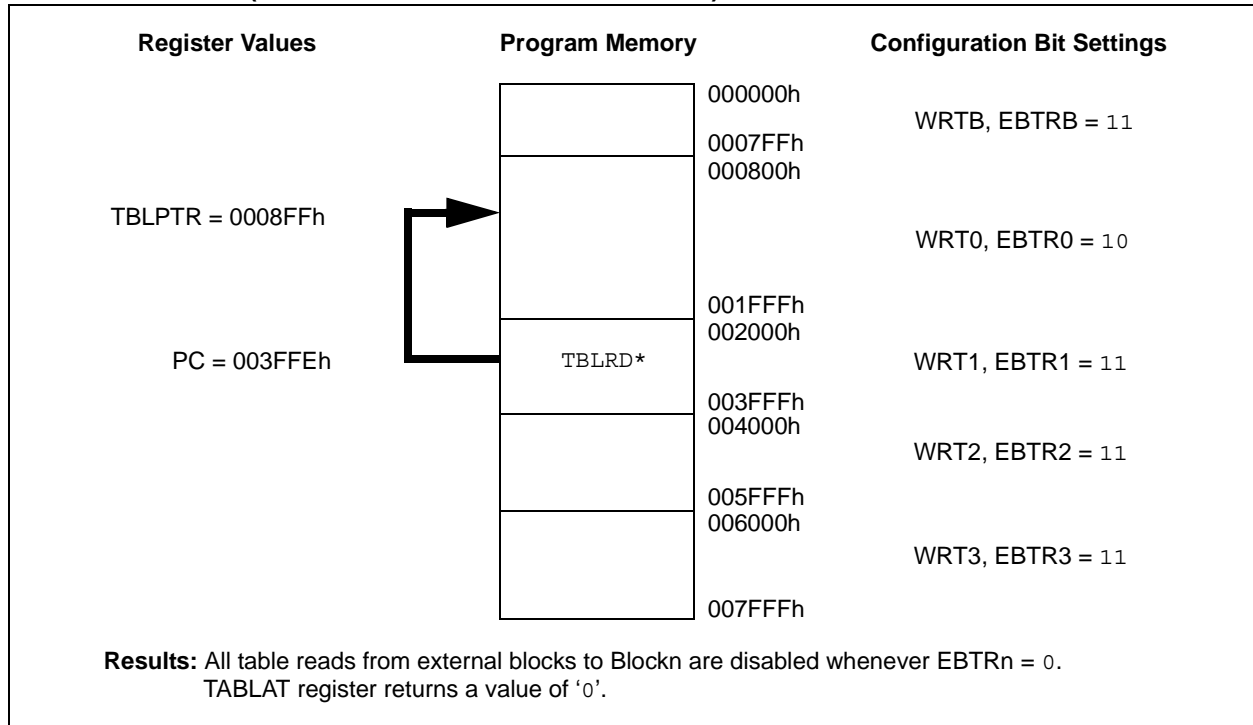 Register Values Program Memory Configuration Bit Settings
000000h
WRTB, EBTRB = 11
0007FFh
000800h
TBLPTR = 0008FFh
WRT0, EBTR0 = 10
001FFFh
002000h
PC = 003FFEh TBLRD* WRT1, EBTR1 = 11
003FFFh
004000h
WRT2, EBTR2 = 11
005FFFh
006000h
WRT3, EBTR3 = 11
007FFFh
Results: All table reads from external blocks to Blockn are disabled whenever EBTRn = 0.
TABLAT register returns a value of ‘0’.